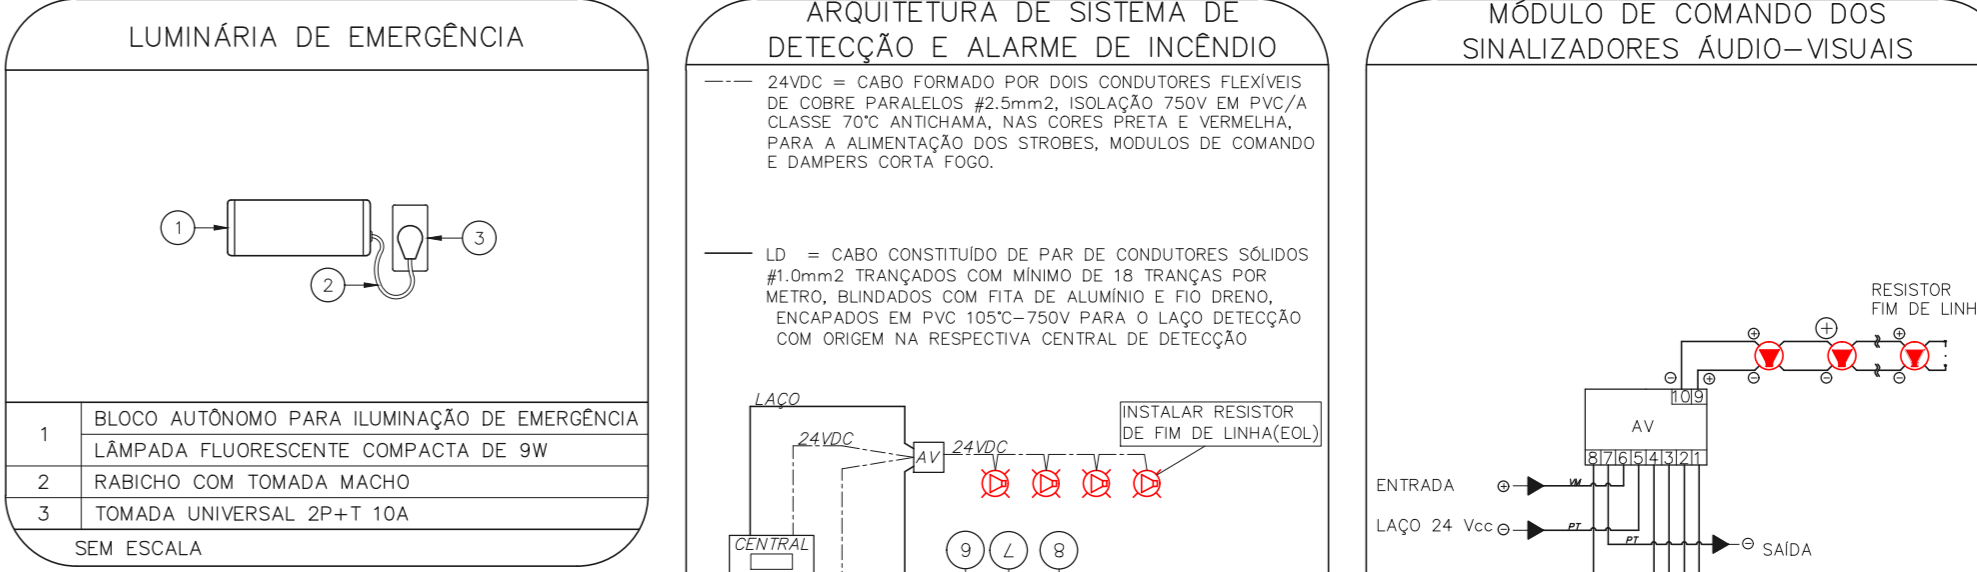 LUMINÁRIA DE EMERGÊNCIA
1
2
3
1
BLOCO AUTÔNOMO PARA ILUMINAÇÃO DE EMERGÊNCIA
LÂMPADA FLUORESCENTE COMPACTA DE 9W
2
RABICHO COM TOMADA MACHO
3
TOMADA UNIVERSAL 2P+T 10A
SEM ESCALA
ARQUITETURA DE SISTEMA DE
DETECÇÃO E ALARME DE INCÊNDIO
24VDC = CABO FORMADO POR DOIS CONDUTORES FLEXÍVEIS
DE COBRE PARALELOS #2.5mm2, ISOLAÇÃO 750V EM PVC/A
CLASSE 70°C ANTICHAMA, NAS CORES PRETA E VERMELHA,
PARA A ALIMENTAÇÃO DOS STROBES, MODULOS DE COMANDO
E DAMPERS CORTA FOGO.
LD = CABO CONSTITUÍDO DE PAR DE CONDUTORES SÓLIDOS
#1.0mm2 TRANÇADOS COM MÍNIMO DE 18 TRANÇAS POR
METRO, BLINDADOS COM FITA DE ALUMÍNIO E FIO DRENO,
ENCAPADOS EM PVC 105°C-750V PARA O LAÇO DETECÇÃO
COM ORIGEM NA RESPECTIVA CENTRAL DE DETECÇÃO
LAÇO
24VDC
AV
24VDC
INSTALAR RESISTOR
DE FIM DE LINHA(EOL)
CENTRAL
6
7
8
MÓDULO DE COMANDO DOS
SINALIZADORES ÁUDIO-VISUAIS
RESISTOR
FIM DE LINH
10 9
AV
8 7 6 5 4 3 2 1
ENTRADA
VM
LAÇO 24 Vcc
PT
PT
SAÍDA